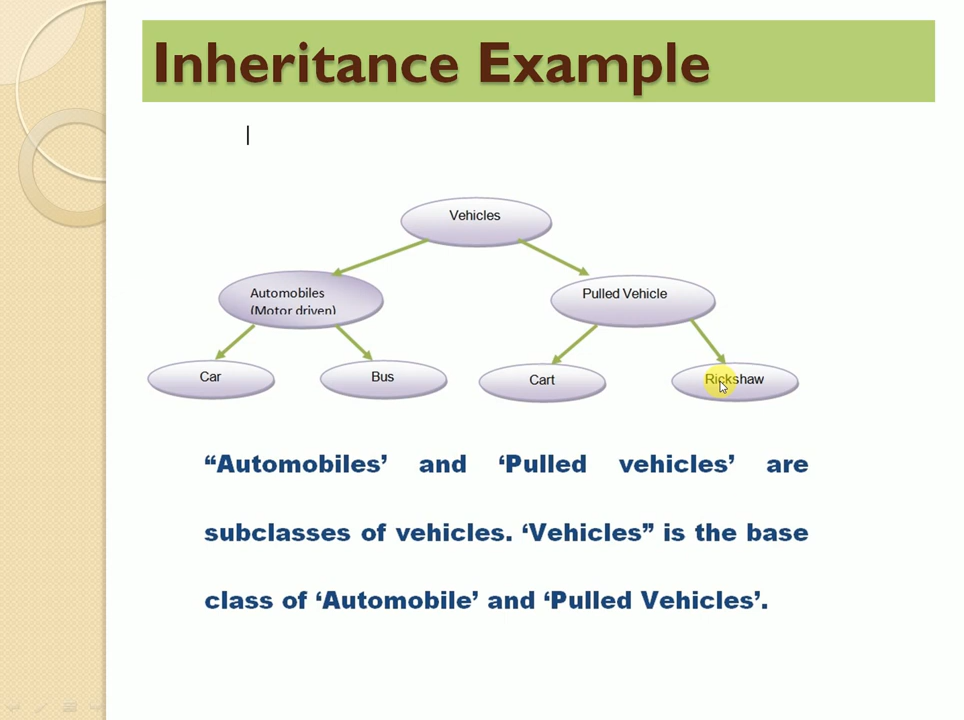 Inheritance Example
Vehicles
Automobiles
(Motor driven)
Pulled Vehicle
Car
Bus
Cart
Rickshaw
“Automobiles’ and ‘Pulled vehicles’ are
subclasses of vehicles. ‘Vehicles” is the base
class of ‘Automobile’ and ‘Pulled Vehicles’.